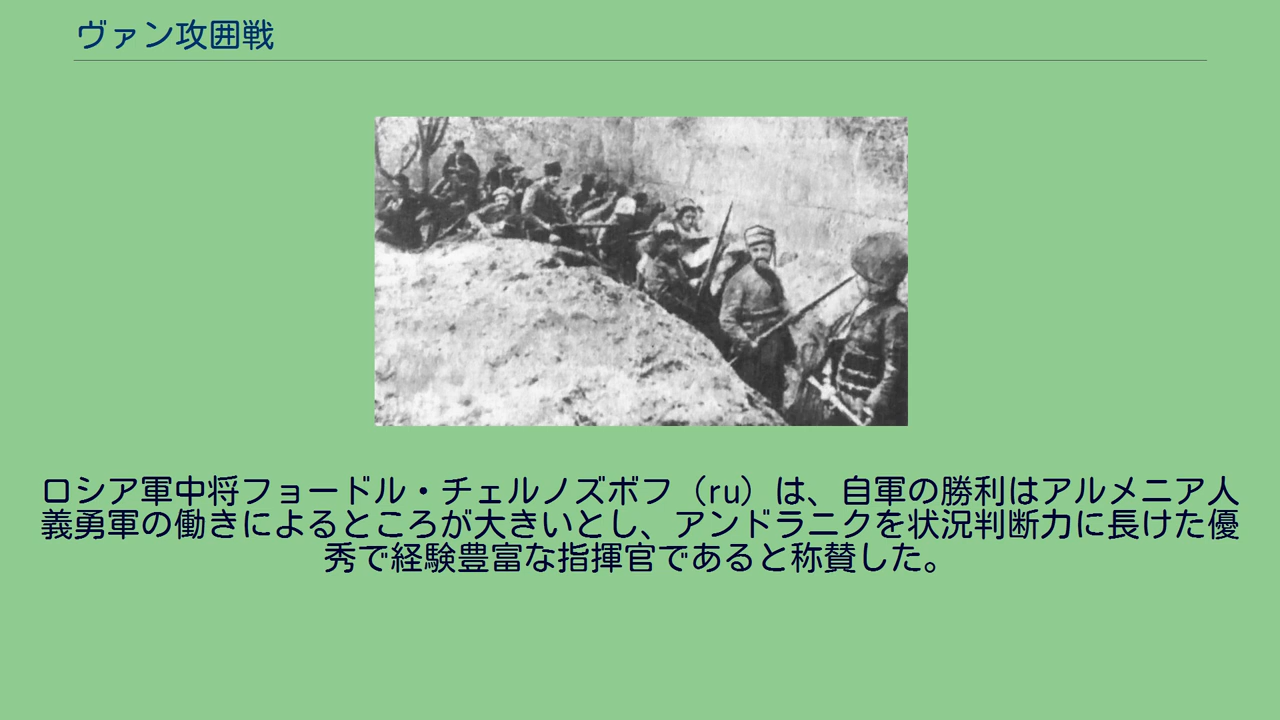 ヴァン攻囲戦
ロシア軍中将フョードル・チェルノズボフ（ru）は、自軍の勝利はアルメニア人
義勇軍の働きによるところが大きいとし、アンドラニクを状況判断力に長けた優
秀で経験豊富な指揮官であると称賛した。